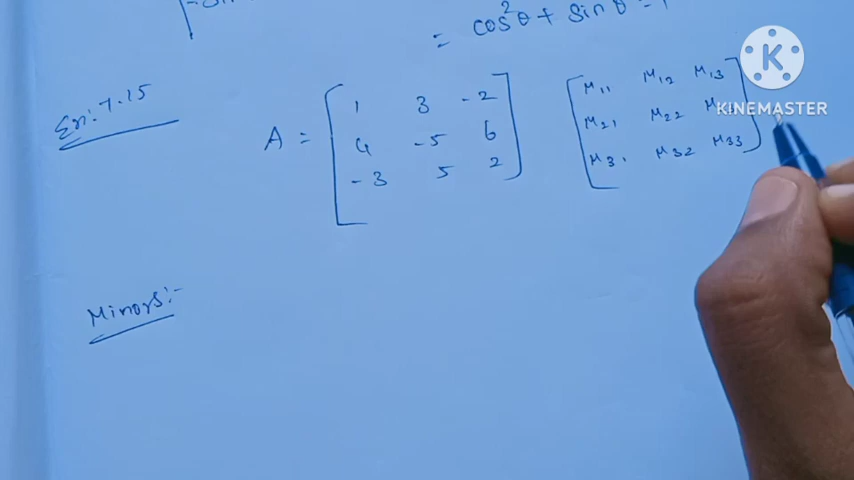 = cos²θ + sin θ = 1
Ex: 7.15
A = [ 1 3 -2
4 -5 6
-3 5 2 ]
[ M11 M12 M13
M21 M22
M31 M32 M33 ]
KINEMASTER
Minors:-